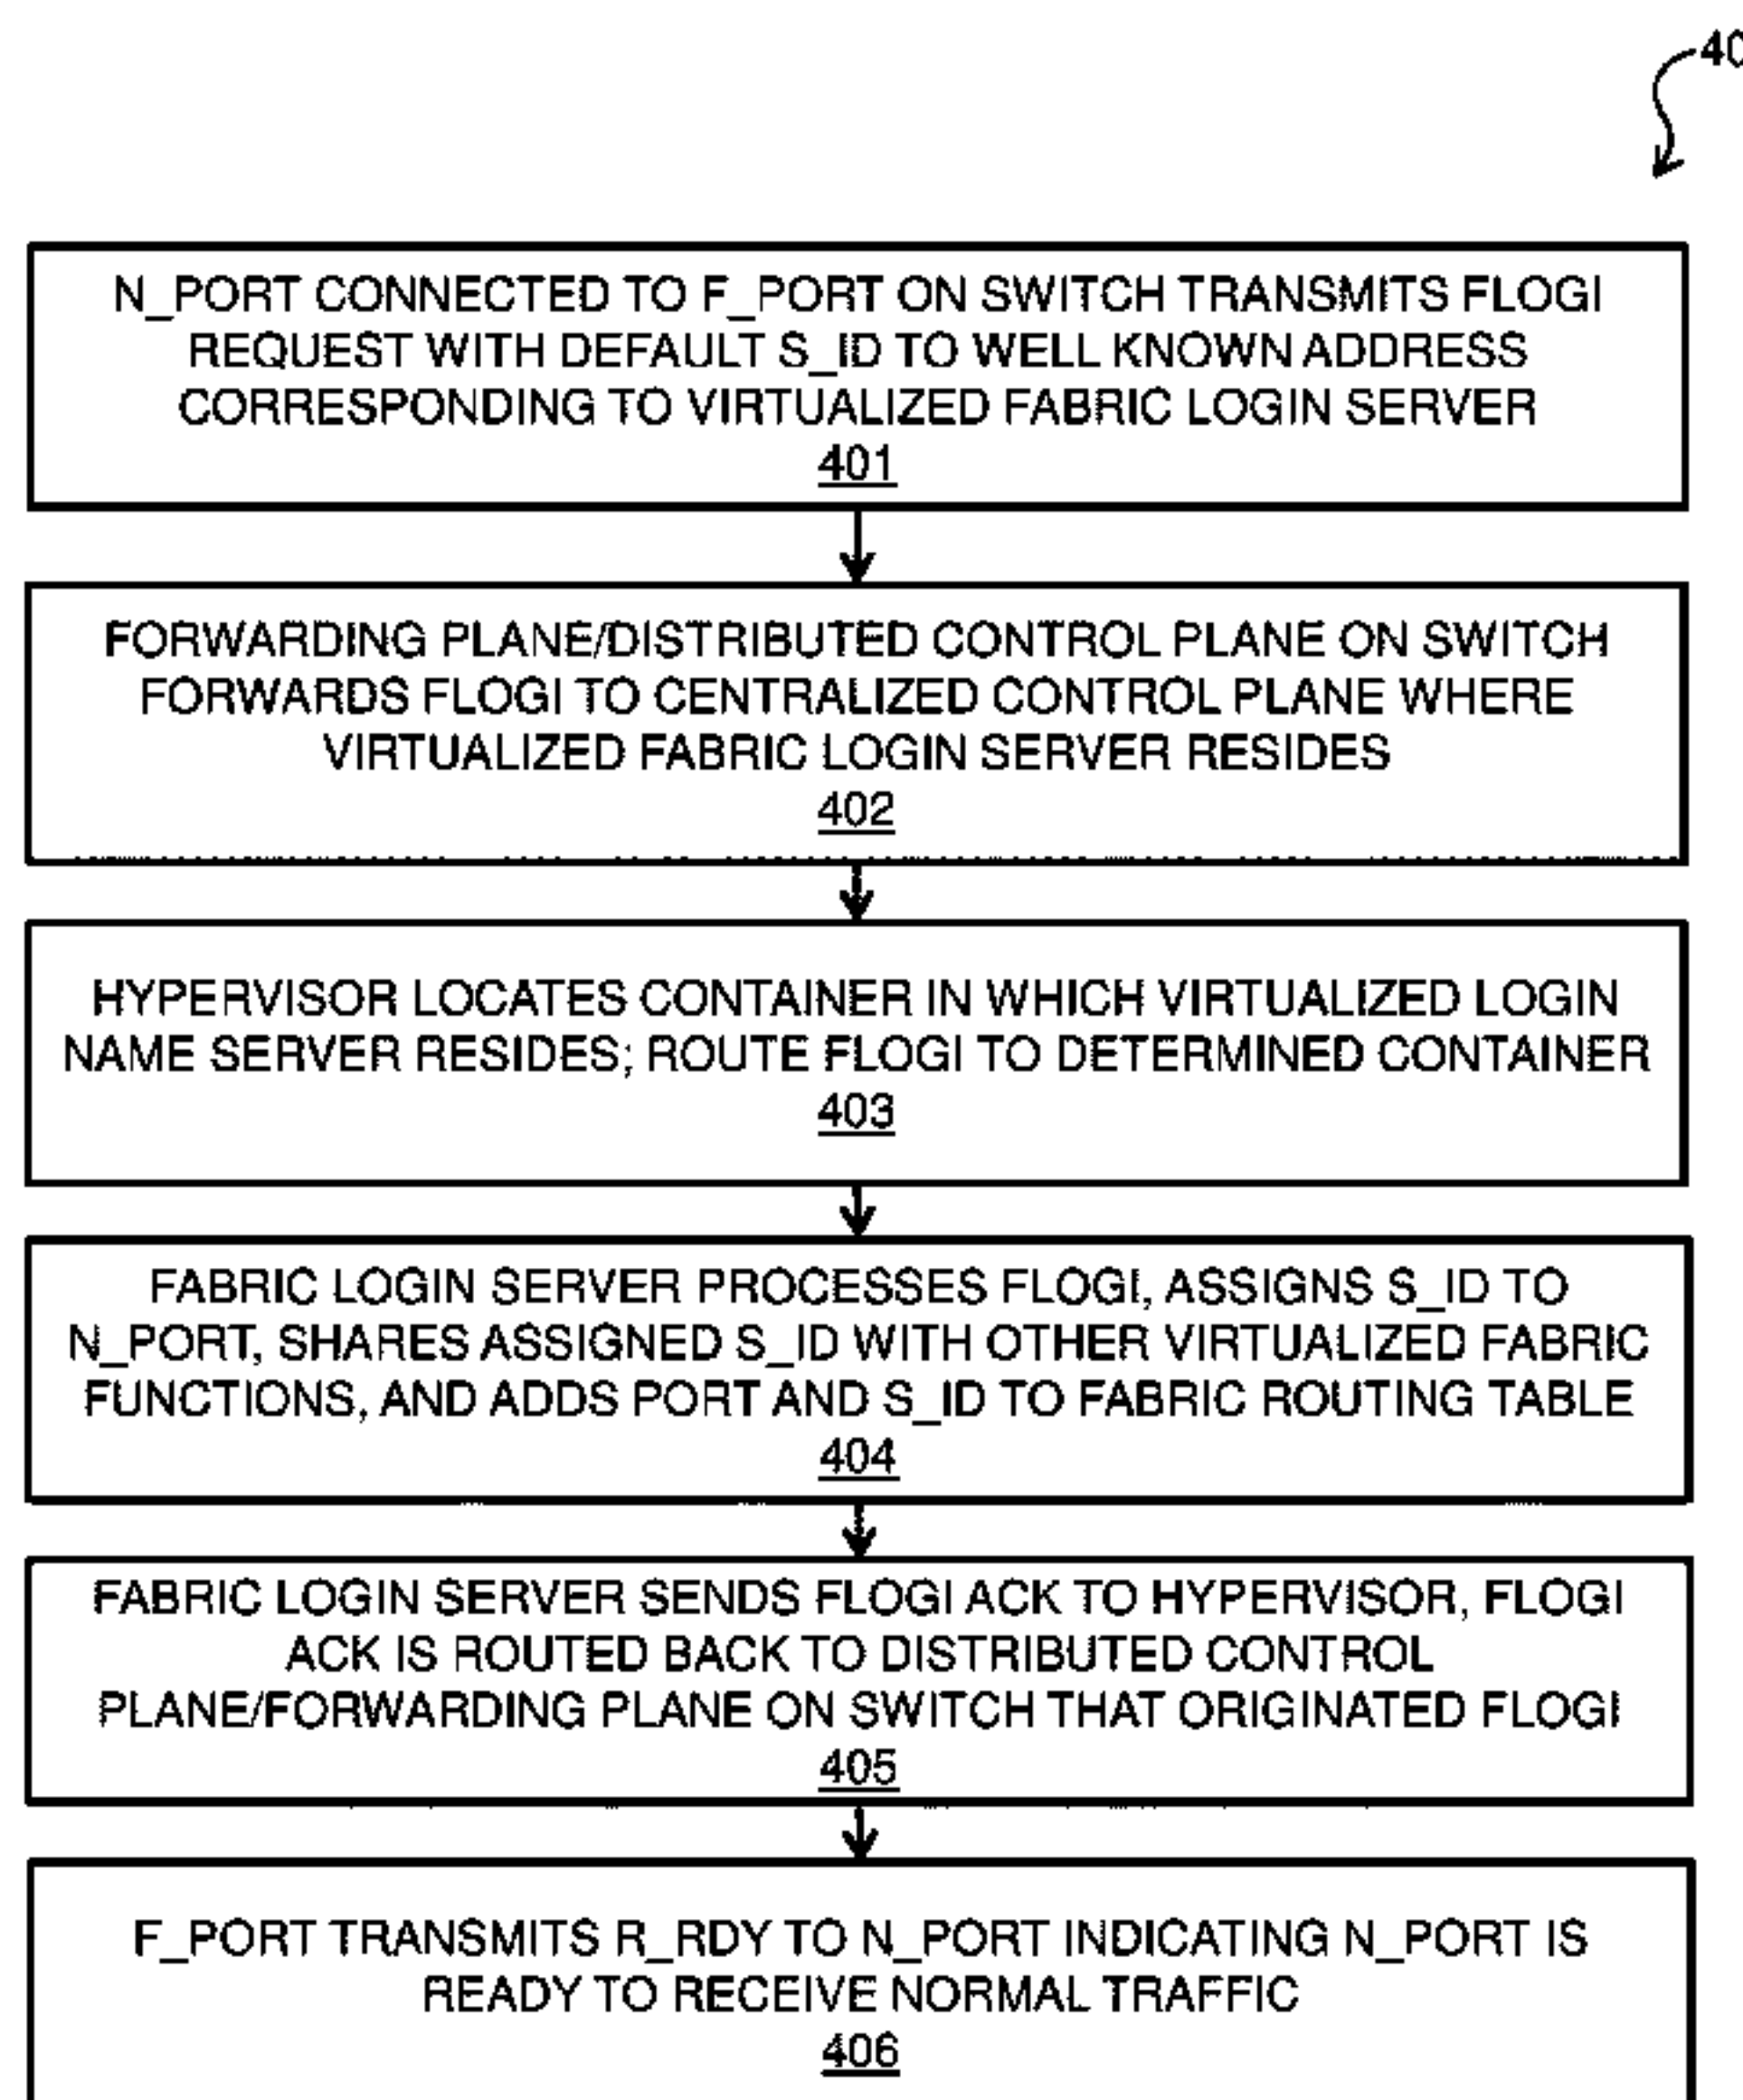 40
N_PORT CONNECTED TO F_PORT ON SWITCH TRANSMITS FLOGI
REQUEST WITH DEFAULT S_ID TO WELL KNOWN ADDRESS
CORRESPONDING TO VIRTUALIZED FABRIC LOGIN SERVER
401
FORWARDING PLANE/DISTRIBUTED CONTROL PLANE ON SWITCH
FORWARDS FLOGI TO CENTRALIZED CONTROL PLANE WHERE
VIRTUALIZED FABRIC LOGIN SERVER RESIDES
402
HYPERVISOR LOCATES CONTAINER IN WHICH VIRTUALIZED LOGIN
NAME SERVER RESIDES; ROUTE FLOGI TO DETERMINED CONTAINER
403
FABRIC LOGIN SERVER PROCESSES FLOGI, ASSIGNS S_ID TO
N_PORT, SHARES ASSIGNED S_ID WITH OTHER VIRTUALIZED FABRIC
FUNCTIONS, AND ADDS PORT AND S_ID TO FABRIC ROUTING TABLE
404
FABRIC LOGIN SERVER SENDS FLOGI ACK TO HYPERVISOR, FLOGI
ACK IS ROUTED BACK TO DISTRIBUTED CONTROL
PLANE/FORWARDING PLANE ON SWITCH THAT ORIGINATED FLOGI
405
F_PORT TRANSMITS R_RDY TO N_PORT INDICATING N_PORT IS
READY TO RECEIVE NORMAL TRAFFIC
406